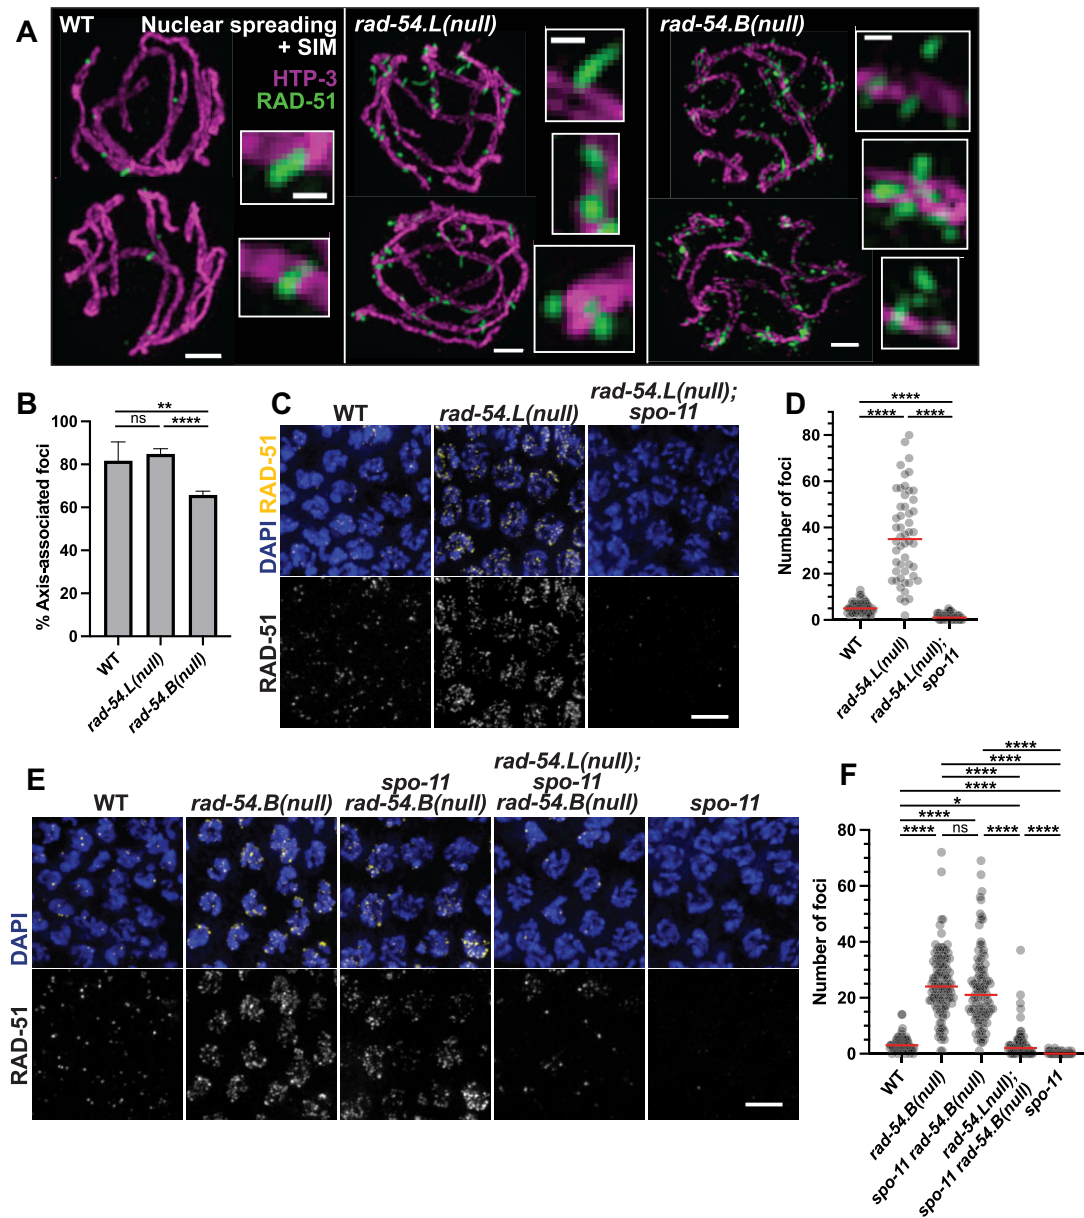 A
WT
Nuclear spreading
+ SIM
HTP-3
RAD-51
rad-54.L(null)
rad-54.B(null)
B
% Axis-associated foci
100
80
60
40
20
0
**
ns
****
WT
rad-54.L(null)
rad-54.B(null)
C
WT
rad-54.L(null)
rad-54.L(null);
spo-11
DAPI RAD-51
RAD-51
D
Number of foci
80
60
40
20
0
****
****
****
WT
rad-54.L(null)
rad-54.L(null);
spo-11
E
WT
rad-54.B(null)
spo-11
rad-54.B(null)
rad-54.L(null);
spo-11
rad-54.B(null)
spo-11
DAPI
RAD-51
F
Number of foci
80
60
40
20
0
****
****
****
****
*
****
****
ns
****
****
WT
rad-54.B(null)
spo-11 rad-54.B(null)
rad-54.Lnull);
spo-11 rad-54.B(null)
spo-11